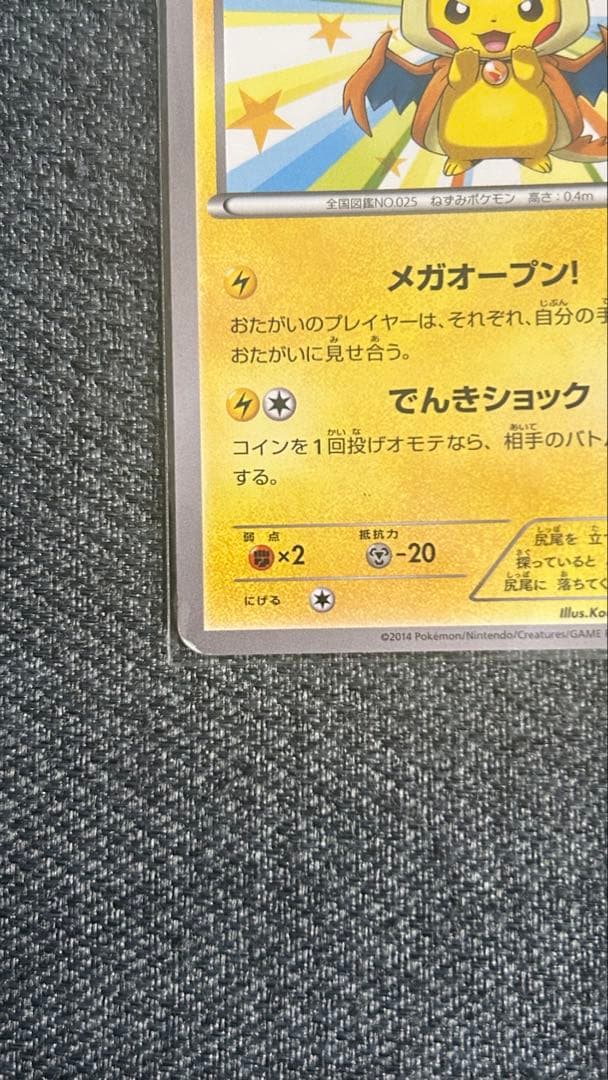 全国図鑑NO.025 ねずみポケモン 高さ:0.4m
メガオープン!
おたがいのプレイヤーは、それぞれ、自分の手
おたがいに見せ合う。
でんきショック
コインを1回投げオモテなら、相手のバト
する。
弱点 抵抗力
×2 -20
にげる
尻尾を 立
探っていると
尻尾に 落ちてく
Illus.Ko
©2014 Pokémon/Nintendo/Creatures/GAME